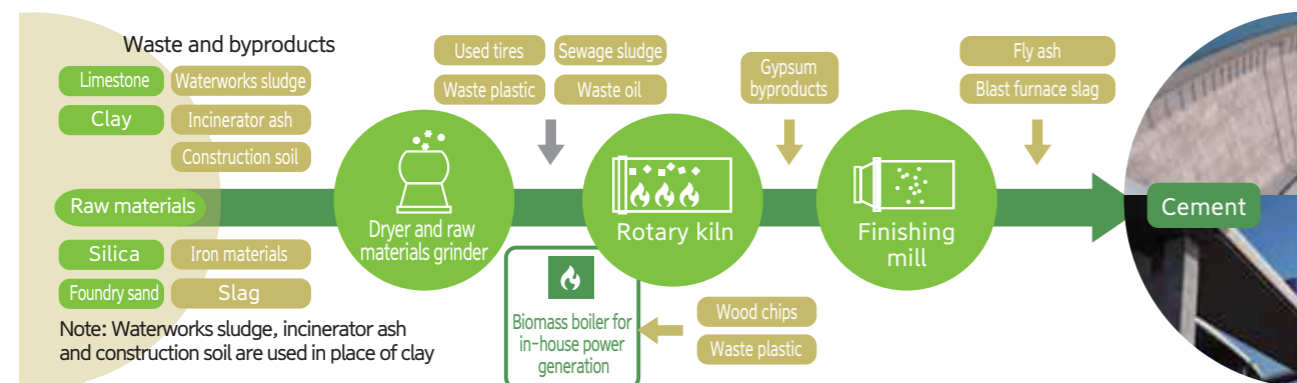 Waste and byproducts
Limestone
Waterworks sludge
Clay
Incinerator ash
Construction soil
Raw materials
Silica
Iron materials
Foundry sand
Slag
Note: Waterworks sludge, incinerator ash
and construction soil are used in place of clay
Dryer and raw
materials grinder
Used tires
Sewage sludge
Waste plastic
Waste oil
Rotary kiln
Biomass boiler for
in-house power
generation
Wood chips
Waste plastic
Gypsum
byproducts
Finishing
mill
Fly ash
Blast furnace slag
Cement